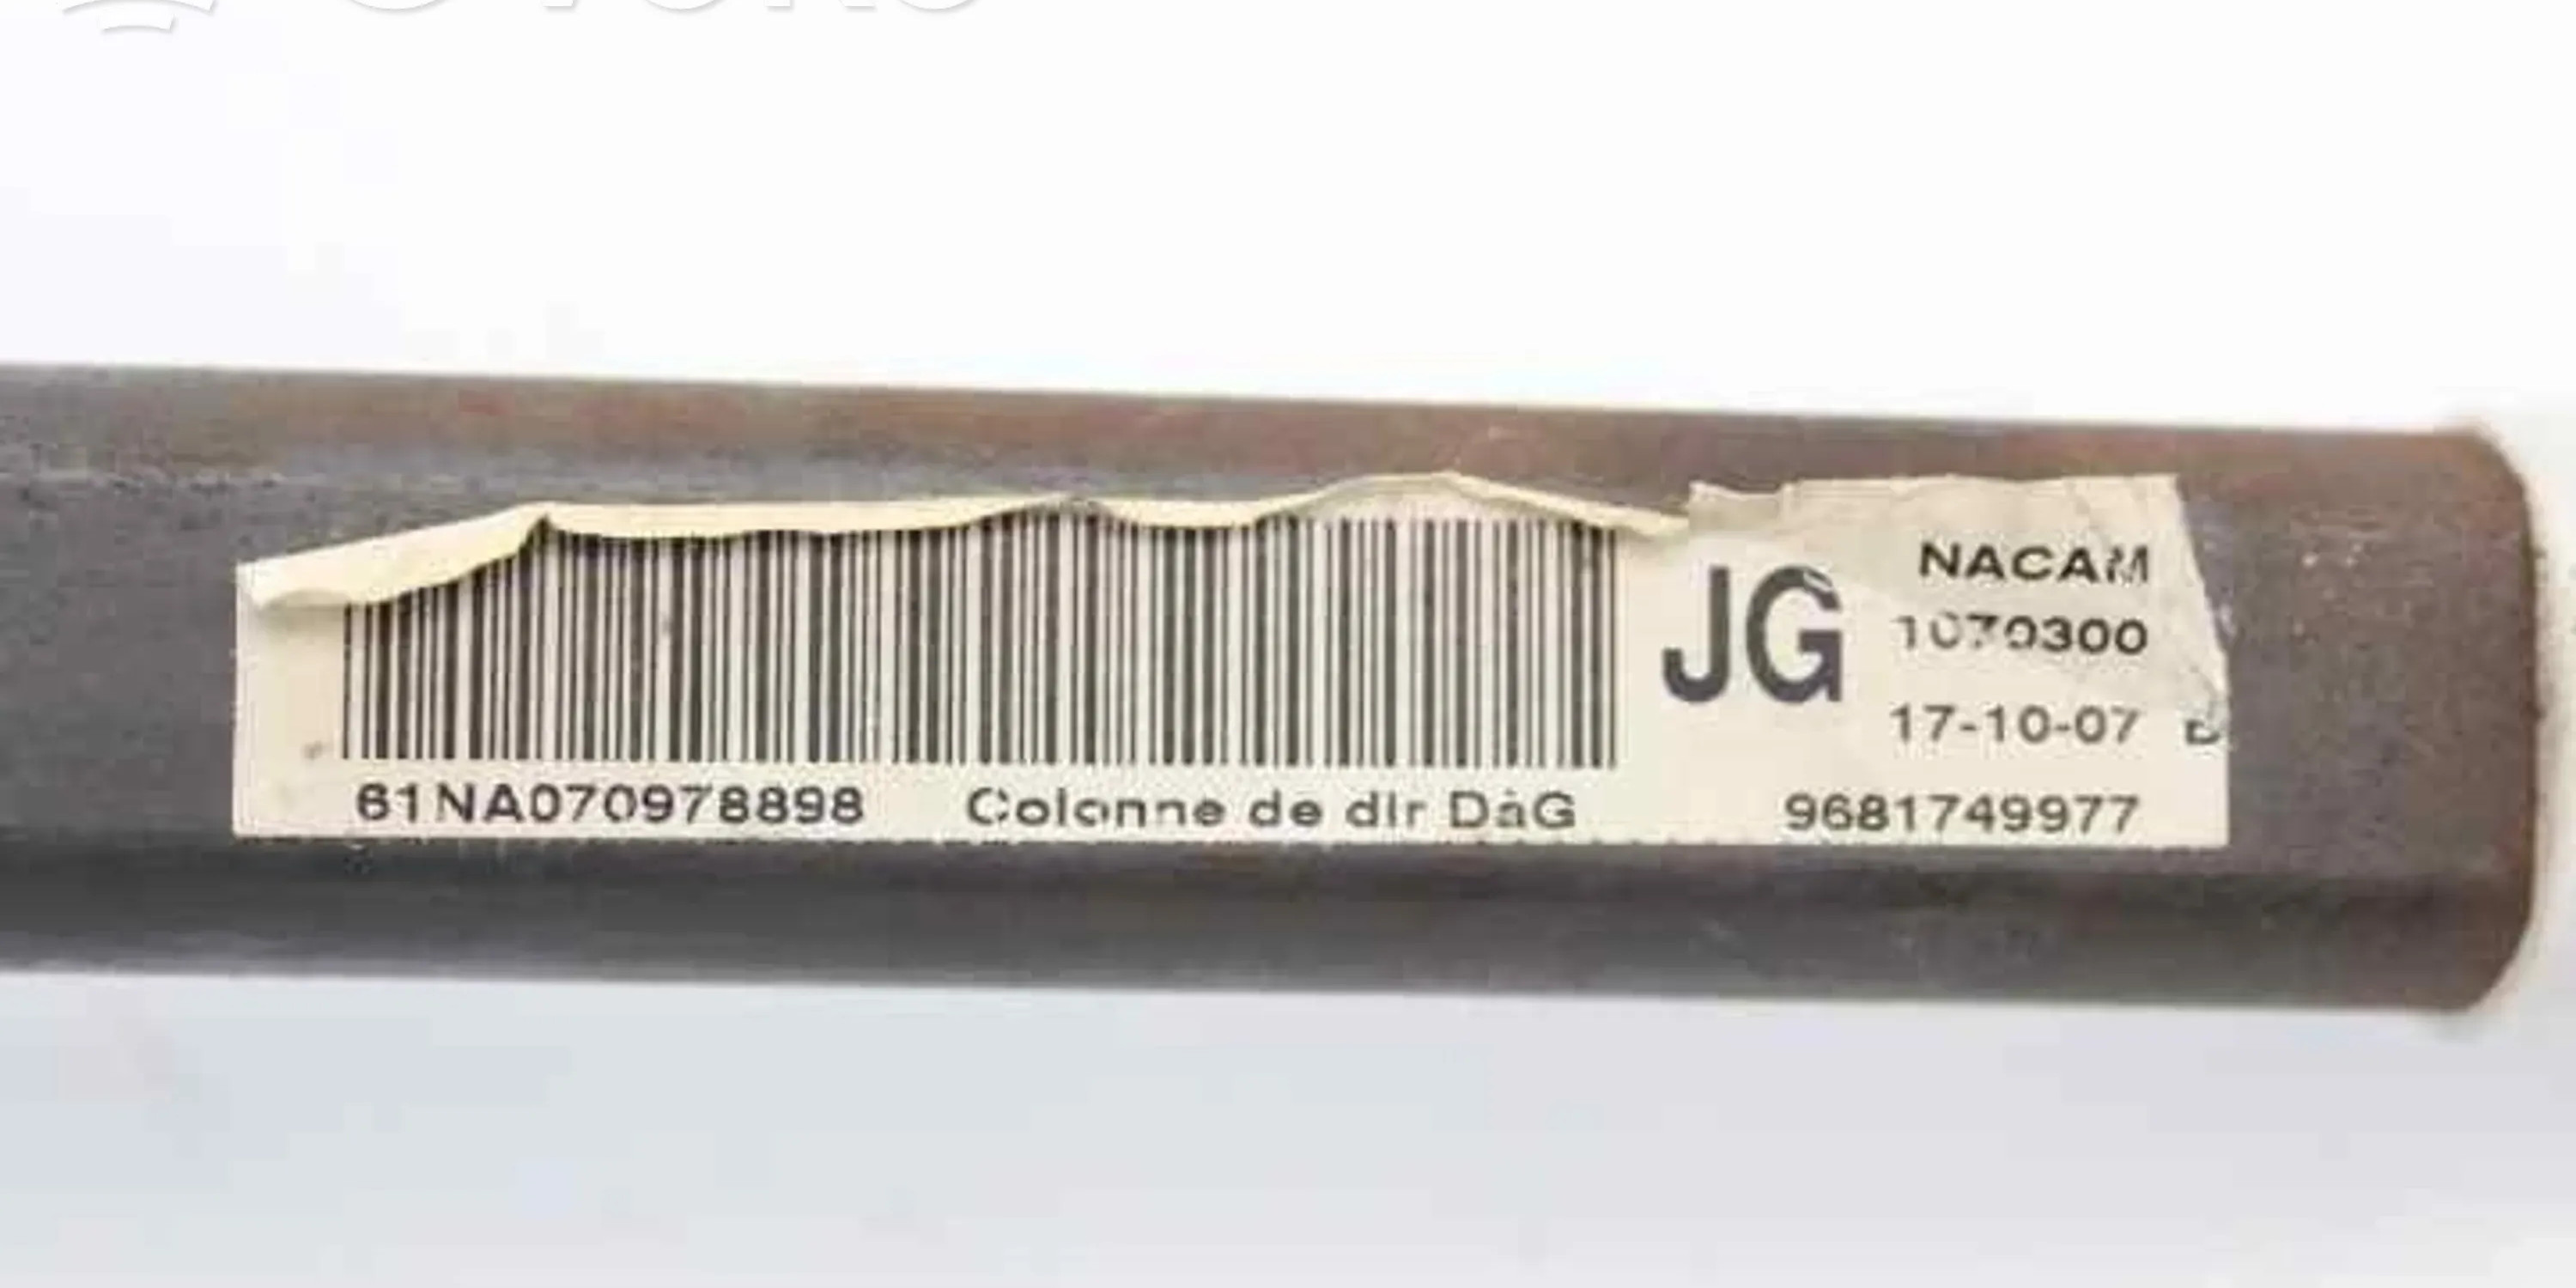 JG
NACAM
1070300
17-10-07
61NA070978898 Colonne de dir DàG 9681749977